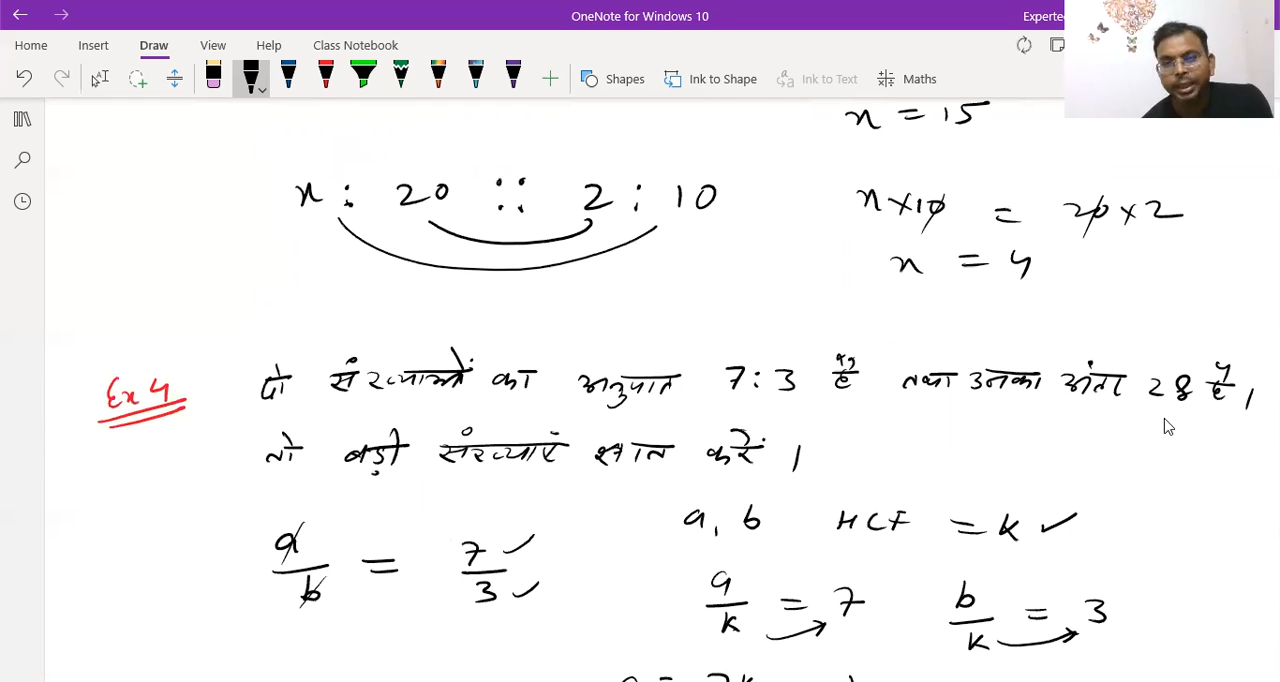 OneNote for Windows 10
Experte
Home Insert Draw View Help Class Notebook
Shapes Ink to Shape Ink to Text Maths
x = 15
x : 20 :: 2 : 10
x × 10 = 20 × 2
x = 4
Ex 4 दो संख्याओं का अनुपात 7 : 3 है तथा उनका अंतर 28 है ।
तो बड़ी संख्याएं ज्ञात करें ।
a, b HCF = k ✓
a/b = 7/3
a/k = 7 b/k = 3